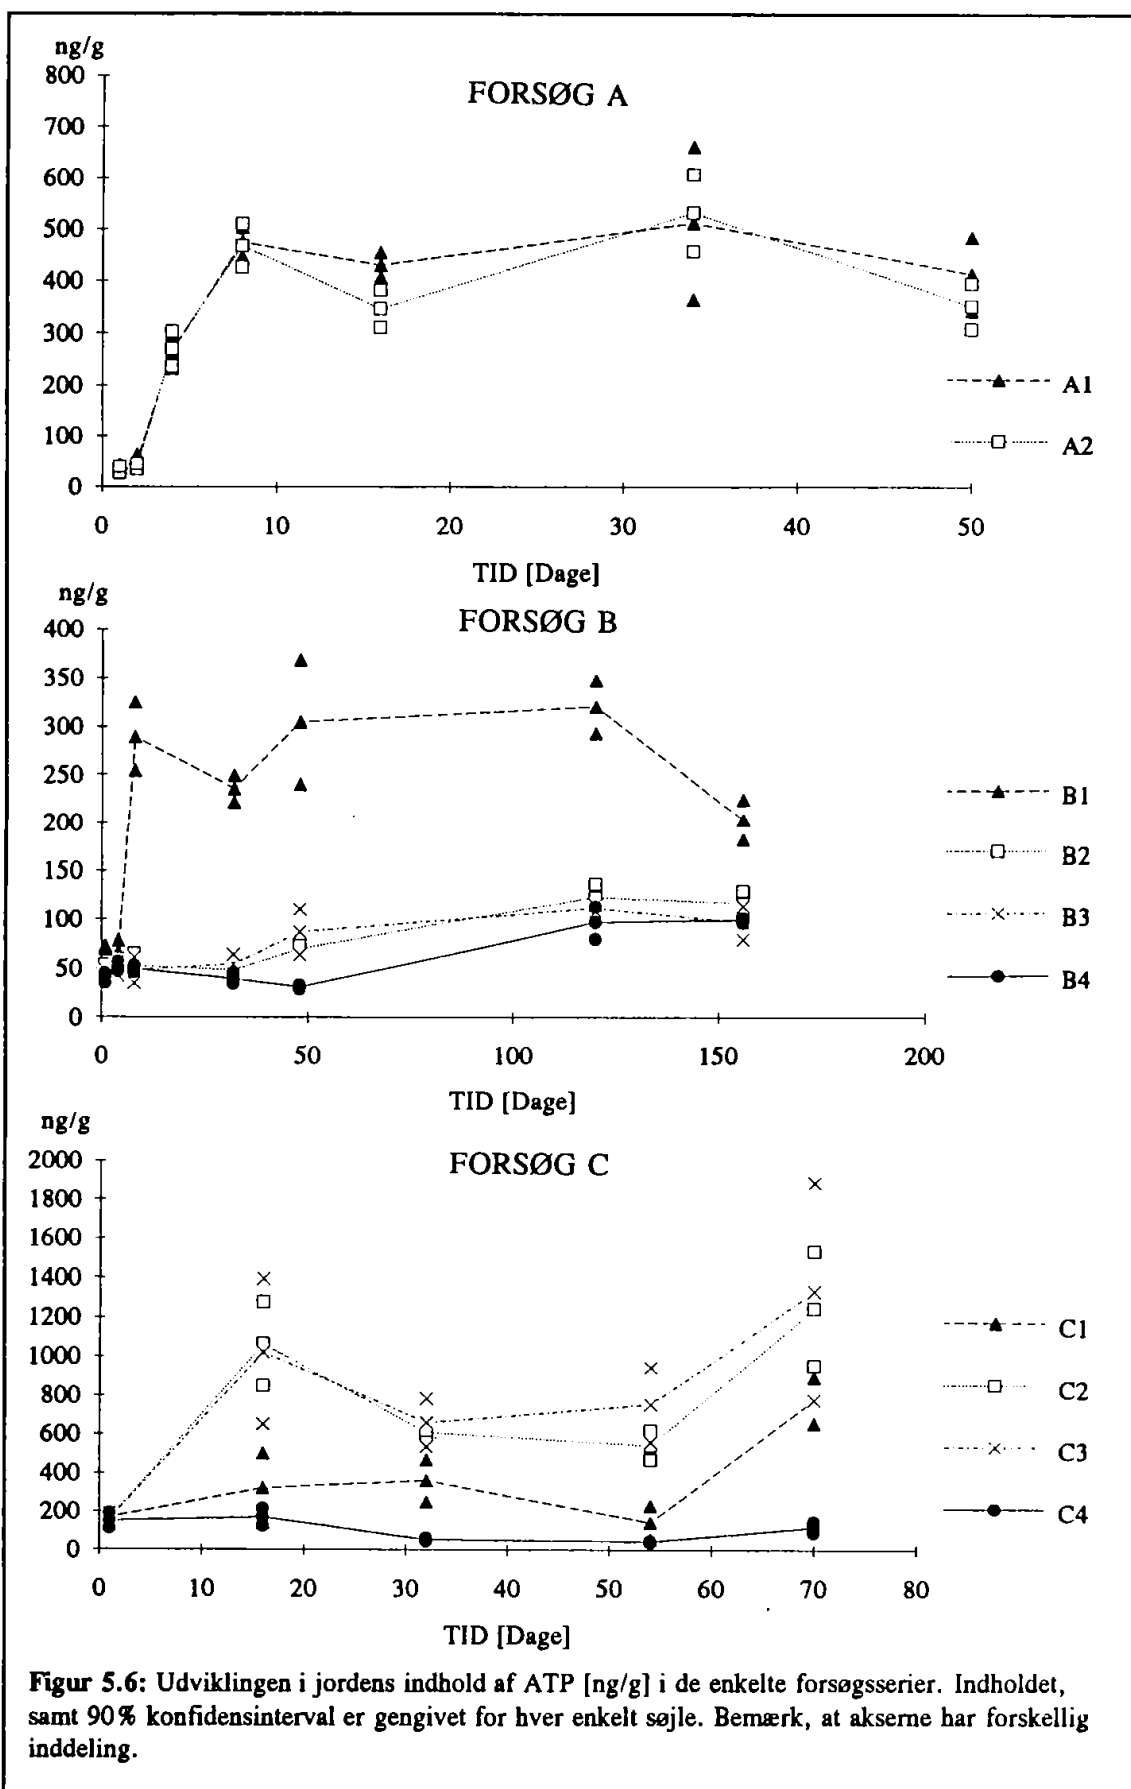 ng/g
FORSØG A
800
700
600
500
400
300
200
100
0
0 10 20 30 40 50
TID [Dage]
A1
A2
ng/g
FORSØG B
400
350
300
250
200
150
100
50
0
0 50 100 150 200
TID [Dage]
B1
B2
B3
B4
ng/g
FORSØG C
2000
1800
1600
1400
1200
1000
800
600
400
200
0
0 10 20 30 40 50 60 70 80
TID [Dage]
C1
C2
C3
C4
Figur 5.6: Udviklingen i jordens indhold af ATP [ng/g] i de enkelte forsøgsserier. Indholdet,
samt 90% konfidensinterval er gengivet for hver enkelt søjle. Bemærk, at akserne har forskellig
inddeling.